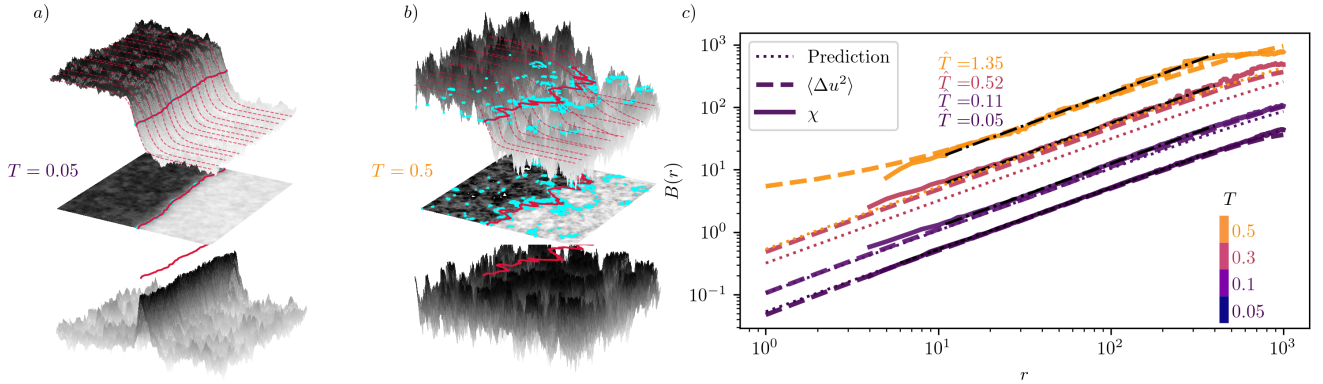 a)
T = 0.05
b)
T = 0.5
c)
B(r)
10³
10²
10¹
10⁰
10⁻¹
Prediction
⟨Δu²⟩
χ
T̂ =1.35
T̂ =0.52
T̂ =0.11
T̂ =0.05
T
0.5
0.3
0.1
0.05
10⁰
10¹
10²
10³
r